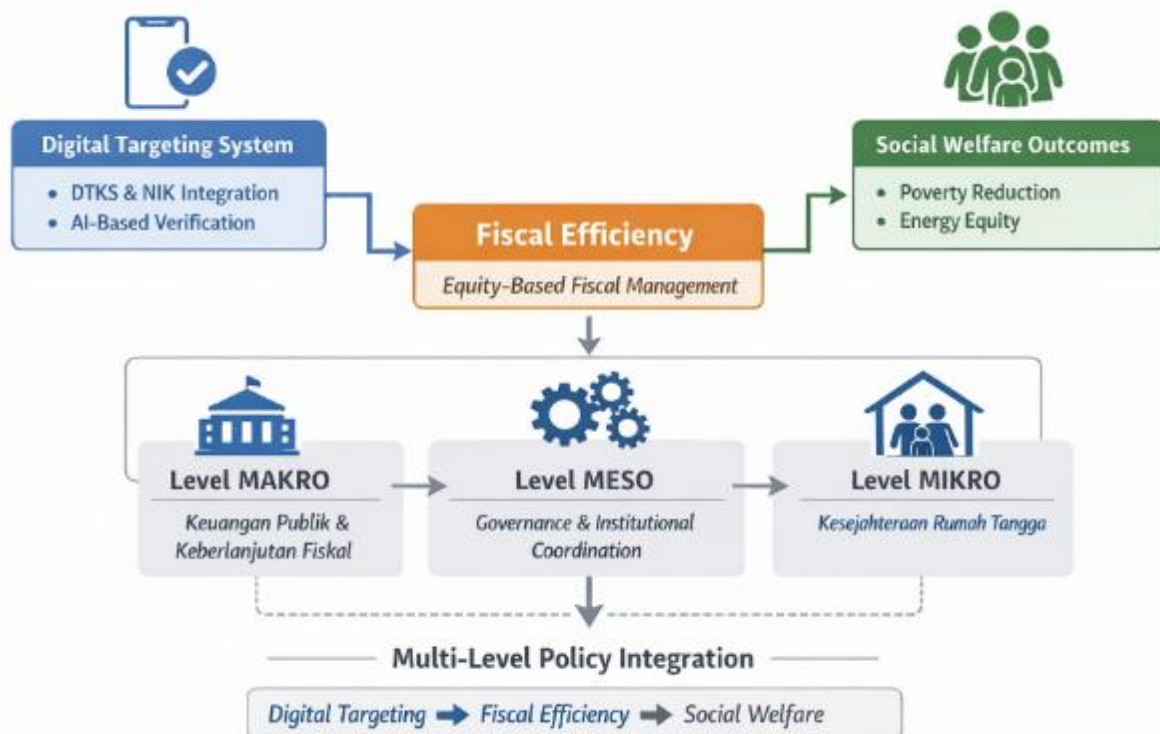 Digital Targeting System
• DTKS & NIK Integration
• AI-Based Verification
Social Welfare Outcomes
• Poverty Reduction
• Energy Equity
Fiscal Efficiency
Equity-Based Fiscal Management
Level MAKRO
Keuangan Publik &
Keberlanjutan Fiskal
Level MESO
Governance & Institutional
Coordination
Level MIKRO
Kesejahteraan Rumah Tangga
Multi-Level Policy Integration
Digital Targeting → Fiscal Efficiency → Social Welfare